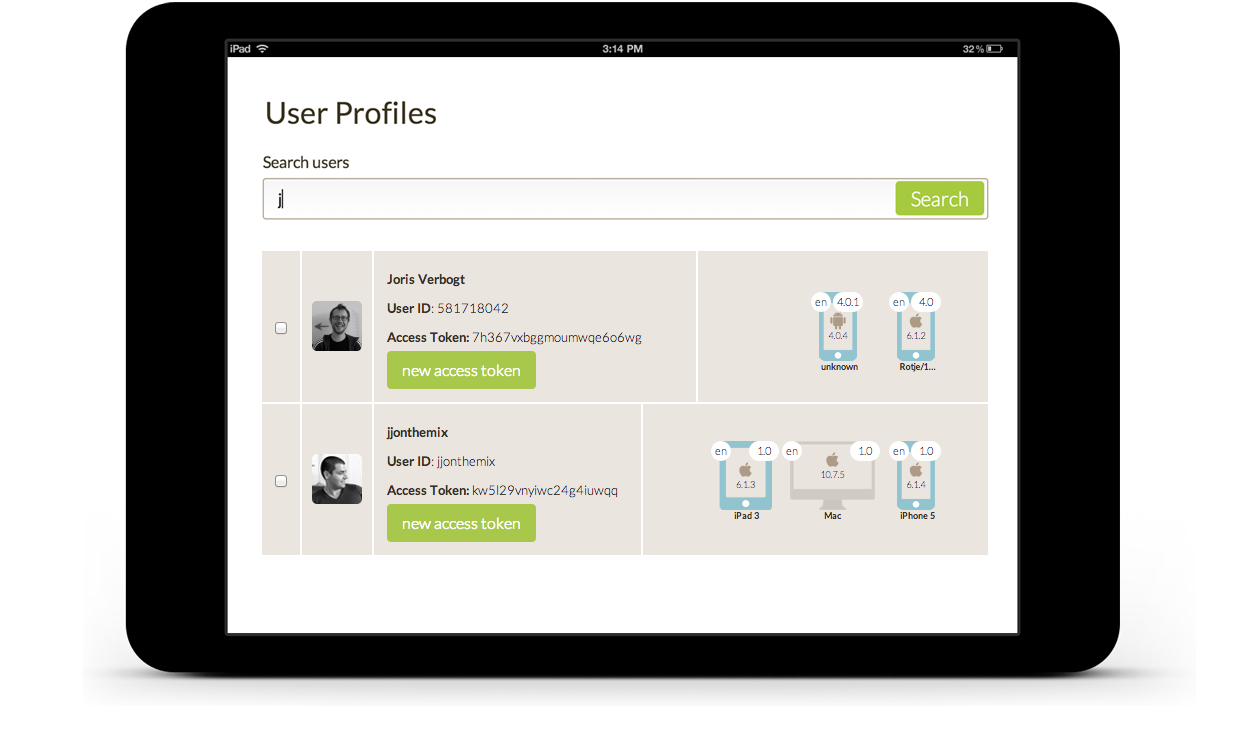 iPad 3:14 PM 32%
User Profiles
Search users
j Search
Joris Verbogt
User ID: 581718042
Access Token: 7h367vxbggmoumwqe6o6wg
new access token
en 4.0.1
4.0.4
unknown
en 4.0
6.1.2
Rotje/1...
jjonthemix
User ID: jjonthemix
Access Token: kw5l29vnyiwc24g4iuwqq
new access token
en 1.0
6.1.3
iPad 3
en 1.0
10.7.5
Mac
en 1.0
6.1.4
iPhone 5